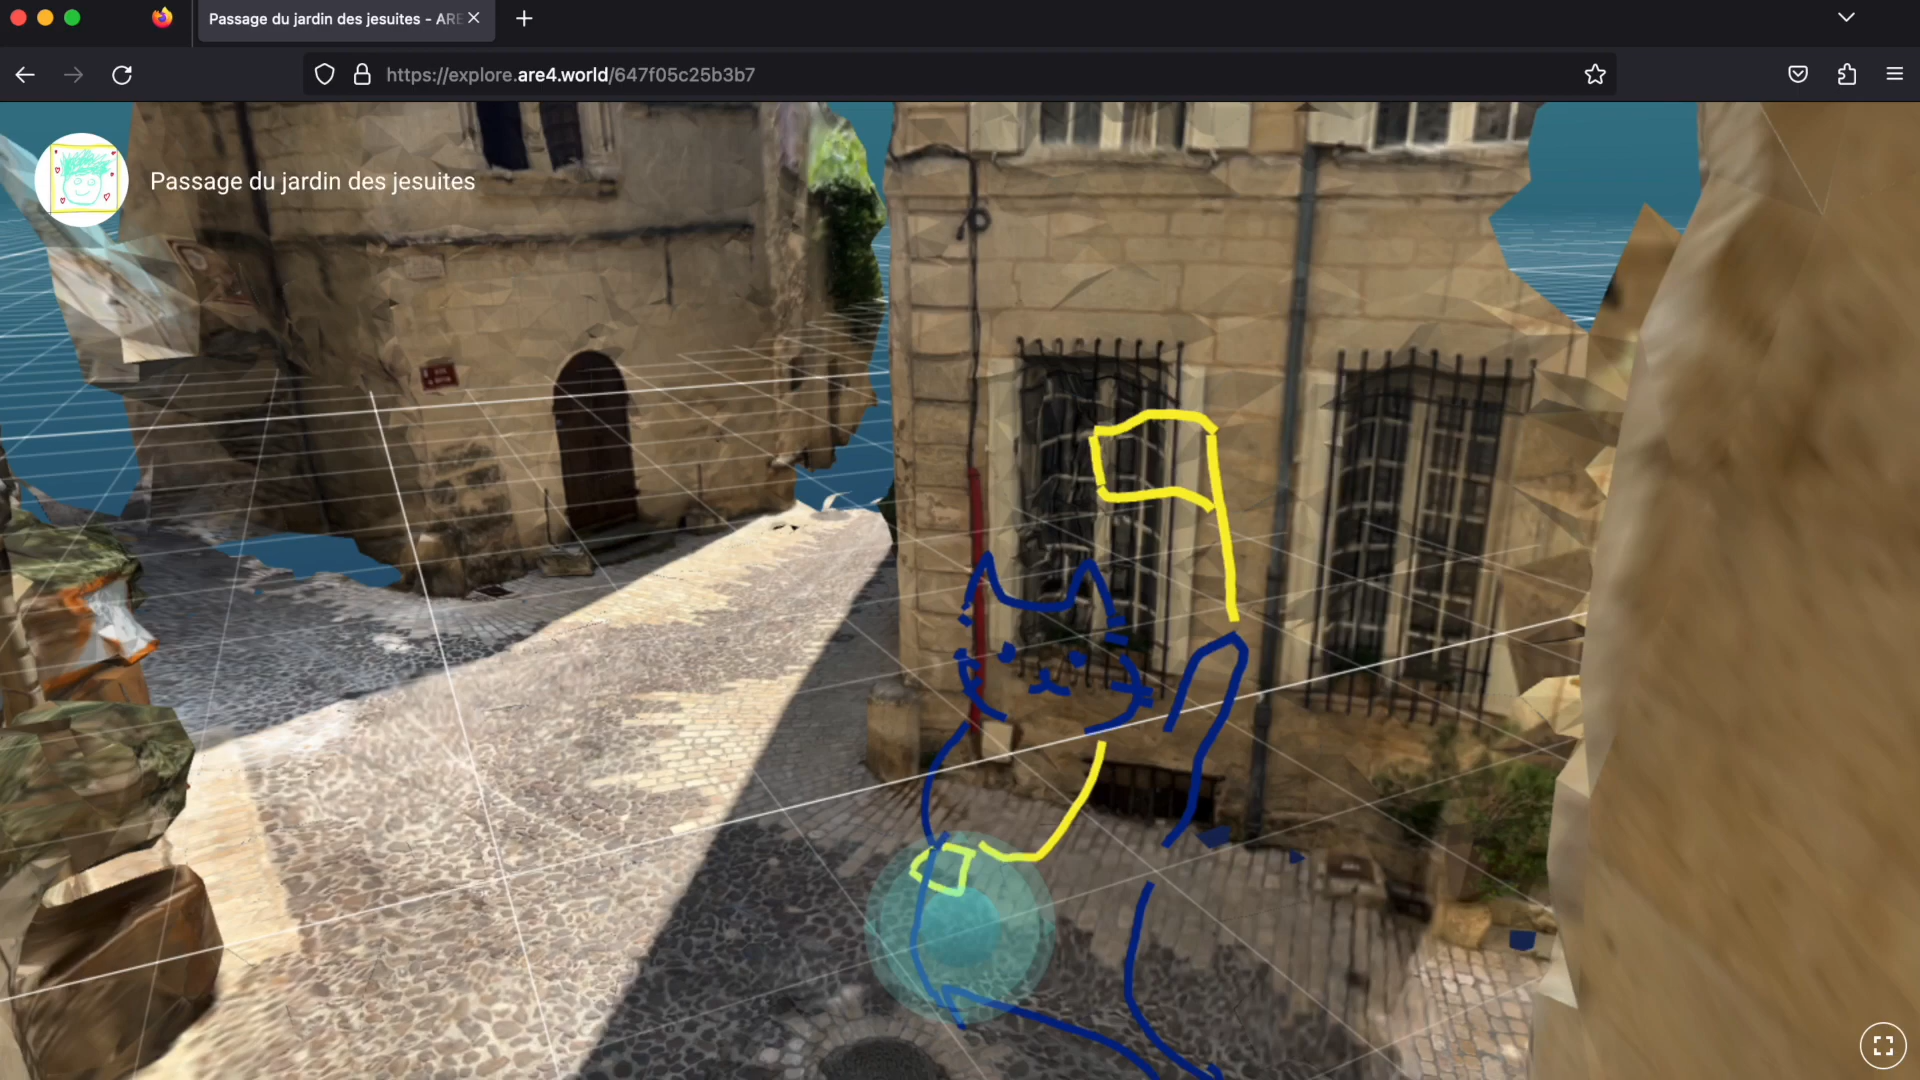 Passage du jardin des jesuites - ARE
https://explore.are4.world/647f05c25b3b7
Passage du jardin des jesuites